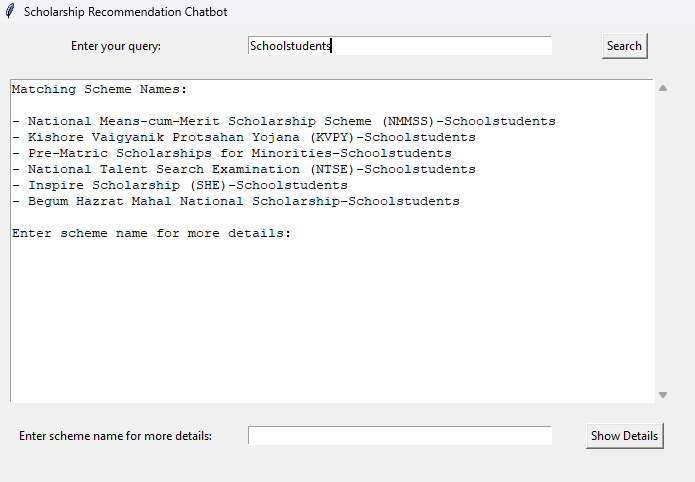 Scholarship Recommendation Chatbot
Enter your query: Schoolstudents Search
Matching Scheme Names:
- National Means-cum-Merit Scholarship Scheme (NMMSS)-Schoolstudents
- Kishore Vaigyanik Protsahan Yojana (KVPY)-Schoolstudents
- Pre-Matric Scholarships for Minorities-Schoolstudents
- National Talent Search Examination (NTSE)-Schoolstudents
- Inspire Scholarship (SHE)-Schoolstudents
- Begum Hazrat Mahal National Scholarship-Schoolstudents
Enter scheme name for more details:
Enter scheme name for more details: Show Details